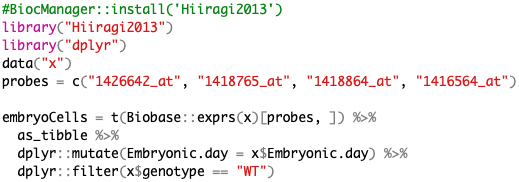 #BiocManager::install('Hiiragi2013')
library("Hiiragi2013")
library("dplyr")
data("x")
probes = c("1426642_at", "1418765_at", "1418864_at", "1416564_at")
embryoCells = t(Biobase::exprs(x)[probes, ]) %>%
as_tibble %>%
dplyr::mutate(Embryonic.day = x$Embryonic.day) %>%
dplyr::filter(x$genotype == "WT")